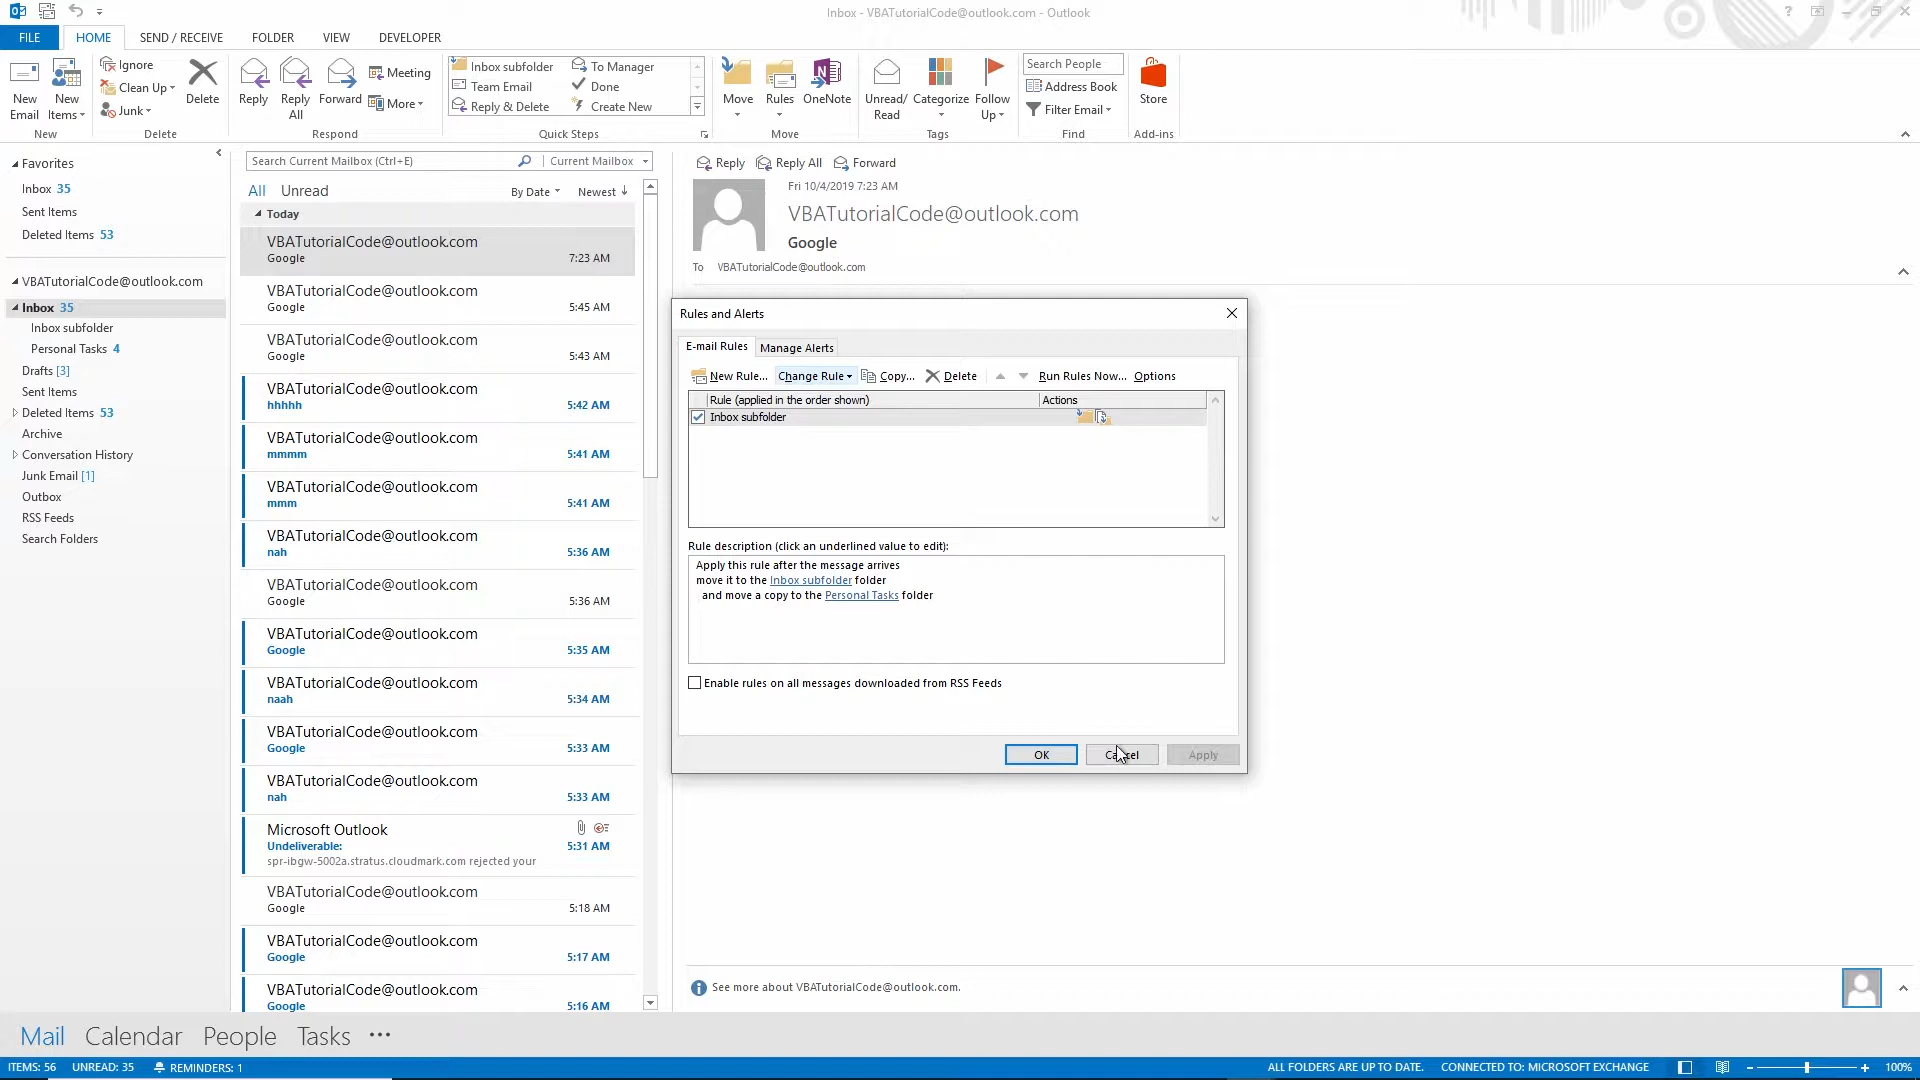 Inbox - VBATutorialCode@outlook.com - Outlook
FILE HOME SEND / RECEIVE FOLDER VIEW DEVELOPER
New Email
New Items
Ignore
Clean Up
Junk
Delete
Reply
Reply All
Forward
Meeting
More
Inbox subfolder
Team Email
Reply & Delete
To Manager
Done
Create New
Move
Rules
OneNote
Unread/ Read
Categorize
Follow Up
Search People
Address Book
Filter Email
Store
New
Delete
Respond
Quick Steps
Move
Tags
Find
Add-ins
Favorites
Inbox 35
Sent Items
Deleted Items 53
VBATutorialCode@outlook.com
Inbox 35
Inbox subfolder
Personal Tasks 4
Drafts [3]
Sent Items
Deleted Items 53
Archive
Conversation History
Junk Email [1]
Outbox
RSS Feeds
Search Folders
Search Current Mailbox (Ctrl+E) Current Mailbox
All Unread By Date Newest
Today
VBATutorialCode@outlook.com
Google 7:23 AM
VBATutorialCode@outlook.com
Google 5:45 AM
VBATutorialCode@outlook.com
Google 5:43 AM
VBATutorialCode@outlook.com
hhhhh 5:42 AM
VBATutorialCode@outlook.com
mmmm 5:41 AM
VBATutorialCode@outlook.com
mmm 5:41 AM
VBATutorialCode@outlook.com
nah 5:36 AM
VBATutorialCode@outlook.com
Google 5:36 AM
VBATutorialCode@outlook.com
Google 5:35 AM
VBATutorialCode@outlook.com
naah 5:34 AM
VBATutorialCode@outlook.com
Google 5:33 AM
VBATutorialCode@outlook.com
nah 5:33 AM
Microsoft Outlook
Undeliverable: 5:31 AM
spr-ibgw-5002a.stratus.cloudmark.com rejected your
VBATutorialCode@outlook.com
Google 5:18 AM
VBATutorialCode@outlook.com
Google 5:17 AM
VBATutorialCode@outlook.com
Google 5:16 AM
Reply Reply All Forward
Fri 10/4/2019 7:23 AM
VBATutorialCode@outlook.com
Google
To VBATutorialCode@outlook.com
Rules and Alerts
E-mail Rules Manage Alerts
New Rule... Change Rule Copy... Delete Run Rules Now... Options
Rule (applied in the order shown) Actions
Inbox subfolder
Rule description (click an underlined value to edit):
Apply this rule after the message arrives
move it to the Inbox subfolder folder
and move a copy to the Personal Tasks folder
Enable rules on all messages downloaded from RSS Feeds
OK Cancel Apply
See more about VBATutorialCode@outlook.com.
Mail Calendar People Tasks
ITEMS: 56 UNREAD: 35 REMINDERS: 1 ALL FOLDERS ARE UP TO DATE. CONNECTED TO: MICROSOFT EXCHANGE 100%